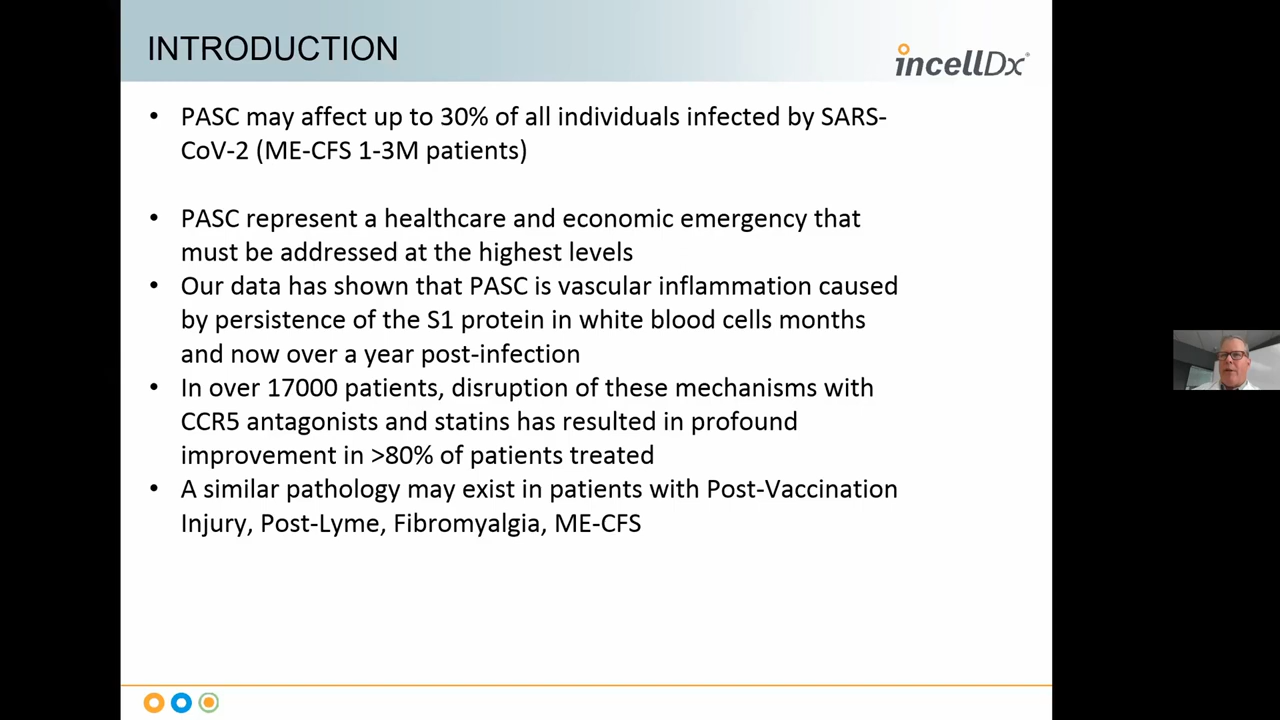 INTRODUCTION
incellDx®
• PASC may affect up to 30% of all individuals infected by SARS-
CoV-2 (ME-CFS 1-3M patients)
• PASC represent a healthcare and economic emergency that
must be addressed at the highest levels
• Our data has shown that PASC is vascular inflammation caused
by persistence of the S1 protein in white blood cells months
and now over a year post-infection
• In over 17000 patients, disruption of these mechanisms with
CCR5 antagonists and statins has resulted in profound
improvement in >80% of patients treated
• A similar pathology may exist in patients with Post-Vaccination
Injury, Post-Lyme, Fibromyalgia, ME-CFS